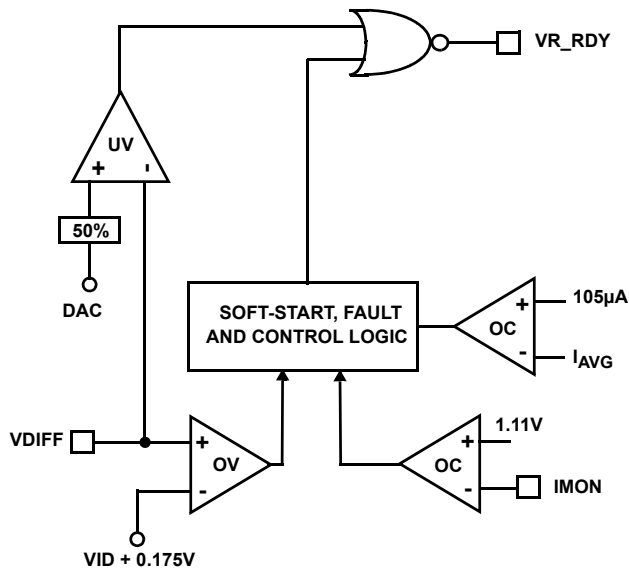 VR_RDY
UV
+ -
50%
DAC
SOFT-START, FAULT
AND CONTROL LOGIC
+ 105µA
OC
- IAVG
VDIFF
+
OV
-
VID + 0.175V
1.11V
+
OC
- IMON